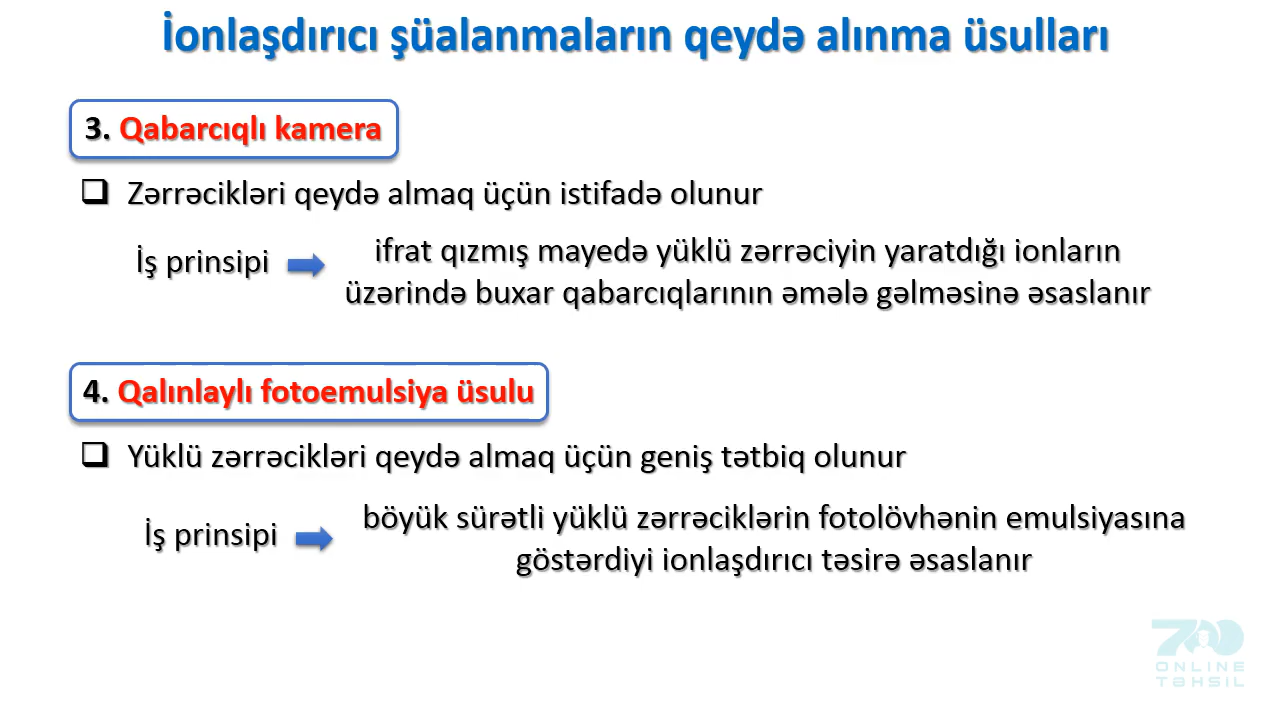 İonlaşdırıcı şüalanmaların qeydə alınma üsulları
3. Qabarcıqlı kamera
Zərrəcikləri qeydə almaq üçün istifadə olunur
İş prinsipi
ifrat qızmış mayedə yüklü zərrəciyin yaratdığı ionların
üzərində buxar qabarcıqlarının əmələ gəlməsinə əsaslanır
4. Qalınlaylı fotoemulsiya üsulu
Yüklü zərrəcikləri qeydə almaq üçün geniş tətbiq olunur
İş prinsipi
böyük sürətli yüklü zərrəciklərin fotolövhənin emulsiyasına
göstərdiyi ionlaşdırıcı təsirə əsaslanır
700
ONLINE
TəHSIL